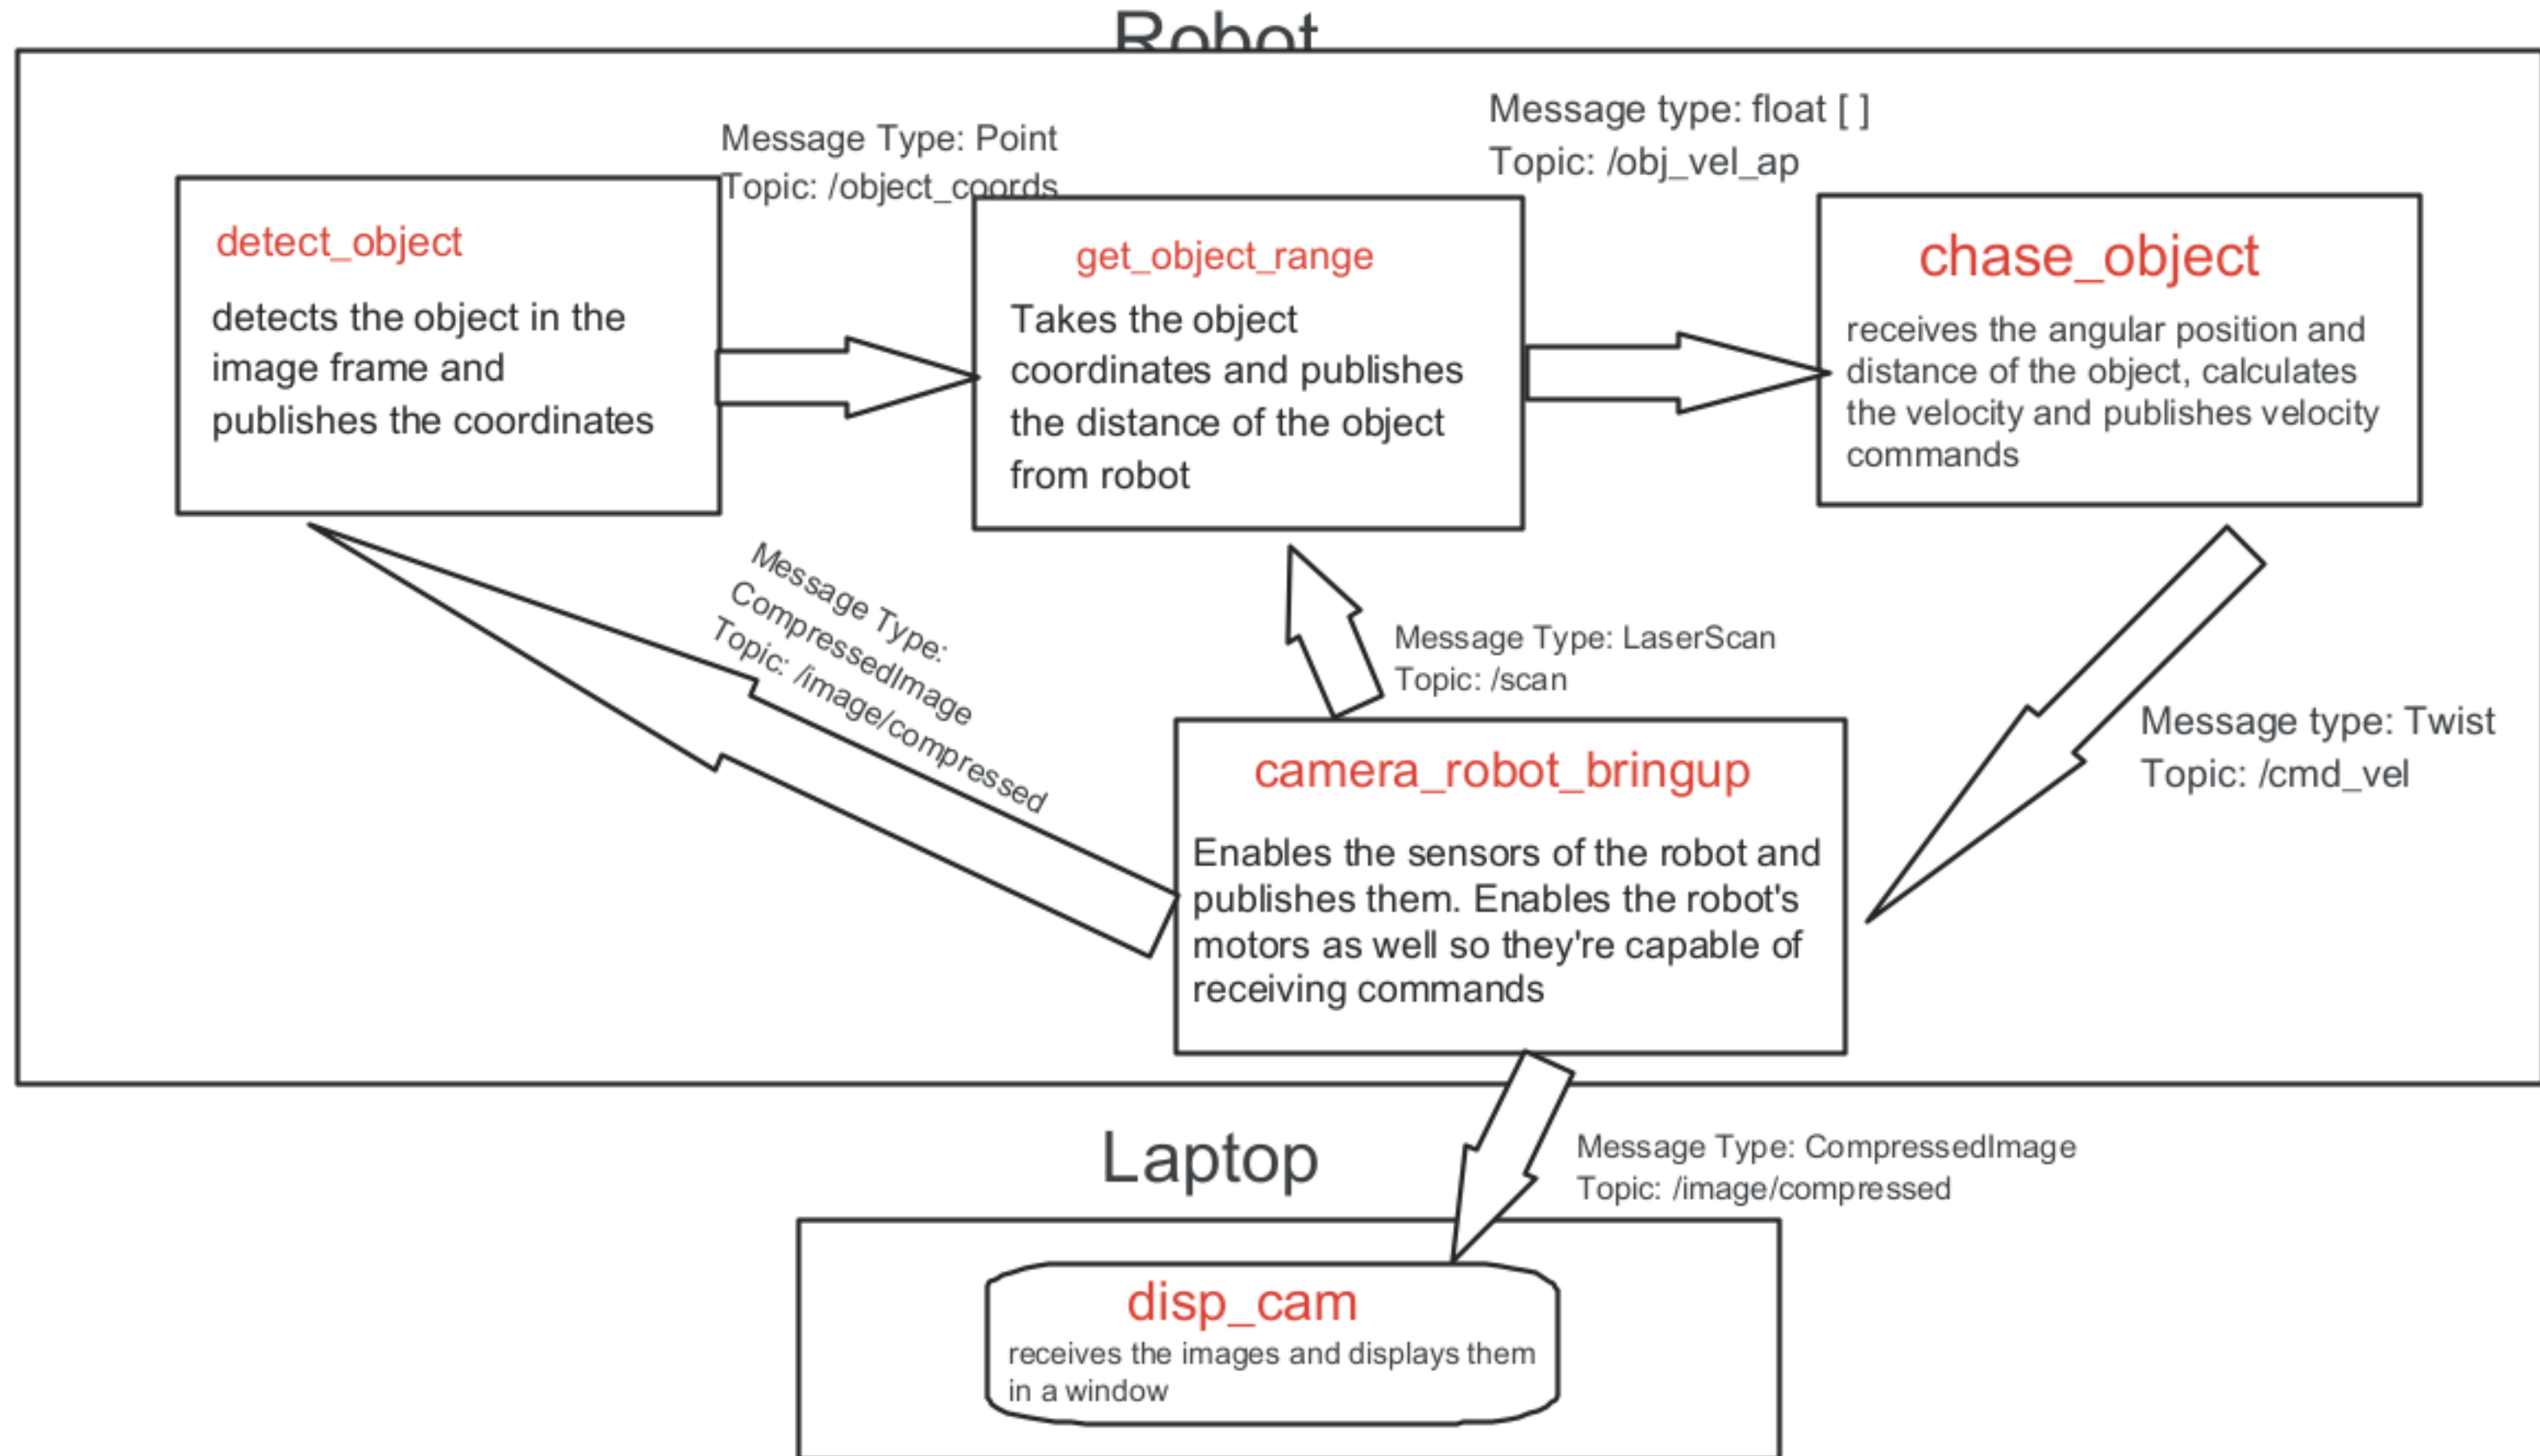 Robot
Message Type: Point
Topic: /object_coords
Message type: float [ ]
Topic: /obj_vel_ap
detect_object
detects the object in the
image frame and
publishes the coordinates
get_object_range
Takes the object
coordinates and publishes
the distance of the object
from robot
chase_object
receives the angular position and
distance of the object, calculates
the velocity and publishes velocity
commands
Message Type:
CompressedImage
Topic: /image/compressed
Message Type: LaserScan
Topic: /scan
Message type: Twist
Topic: /cmd_vel
camera_robot_bringup
Enables the sensors of the robot and
publishes them. Enables the robot's
motors as well so they're capable of
receiving commands
Laptop
Message Type: CompressedImage
Topic: /image/compressed
disp_cam
receives the images and displays them
in a window